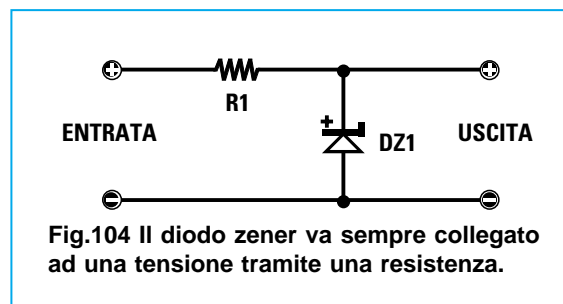 R1
+
ENTRATA
DZ1
USCITA
Fig.104 Il diodo zener va sempre collegato
ad una tensione tramite una resistenza.